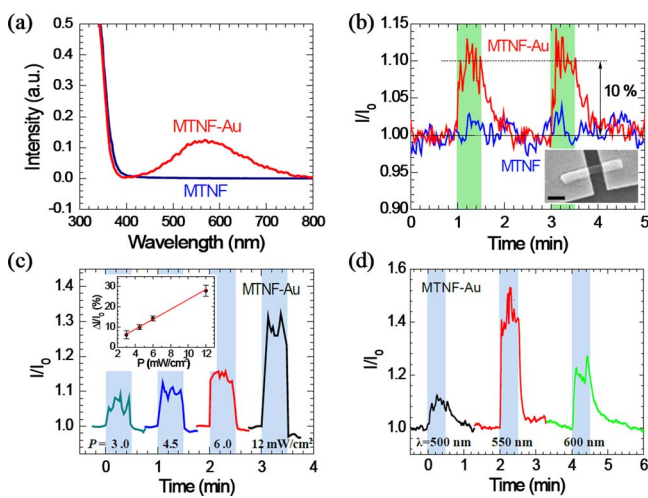 (a)
Intensity (a.u.)
0.5
0.4
0.3
0.2
0.1
0.0
-0.1
MTNF-Au
MTNF
300 400 500 600 700 800
Wavelength (nm)
(b)
I/I0
1.15
1.10
1.05
1.00
0.95
0.90
MTNF-Au
10 %
MTNF
0 1 2 3 4 5
Time (min)
(c)
I/I0
1.4
1.3
1.2
1.1
1.0
ΔI/I0 (%)
30
20
10
0
2 4 6 8 10 12
P (mW/cm2)
MTNF-Au
P = 3.0 4.5 6.0 12 mW/cm2
0 1 2 3 4
Time (min)
(d)
I/I0
1.6
1.4
1.2
1.0
MTNF-Au
λ=500 nm 550 nm 600 nm
0 1 2 3 4 5 6
Time (min)